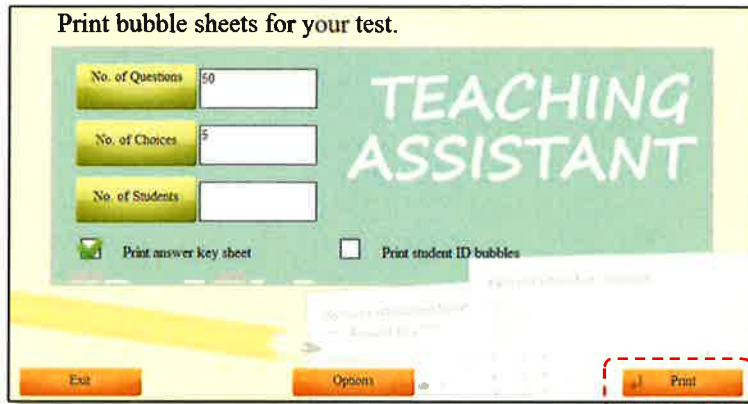 Print bubble sheets for your test.
No. of Questions 50
TEACHING
No. of Choices 5
ASSISTANT
No. of Students
Print answer key sheet
Print student ID bubbles
Exit
Options
Print